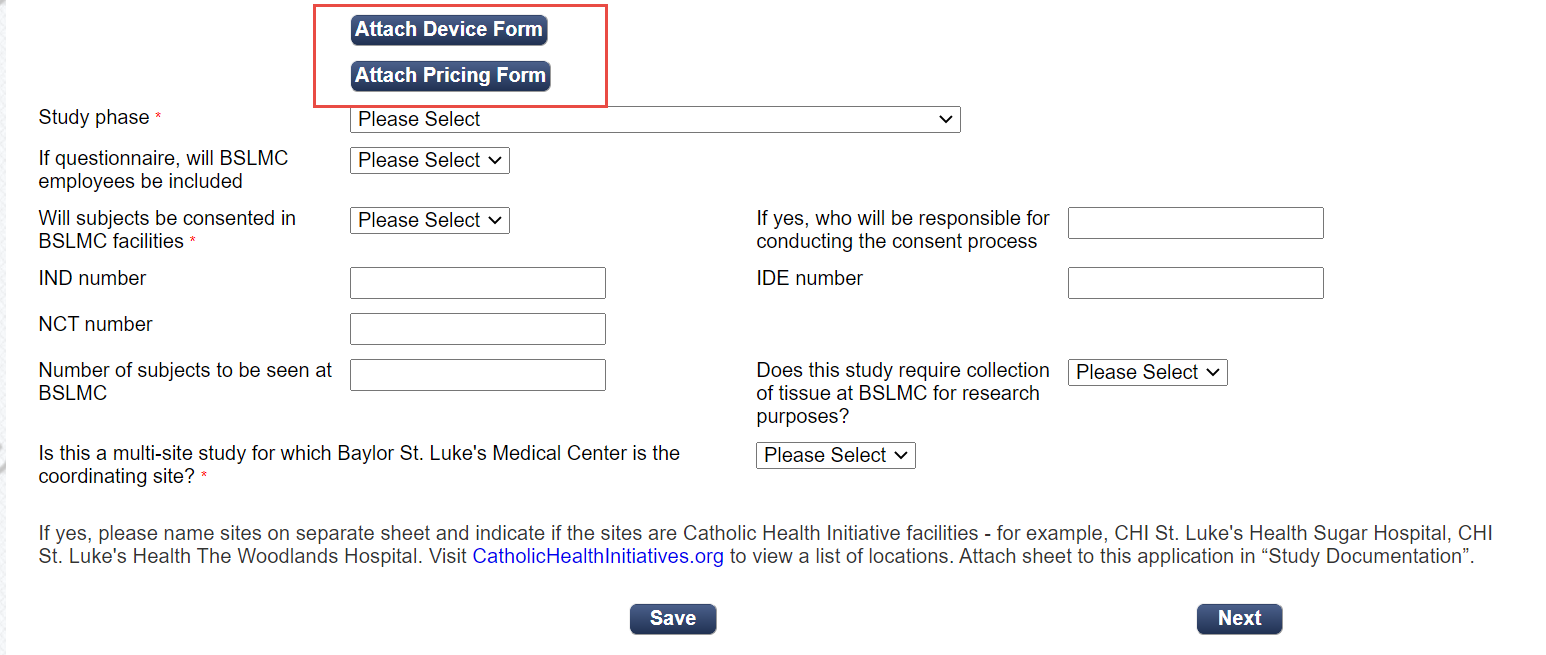 Attach Device Form
Attach Pricing Form
Study phase *
Please Select
If questionnaire, will BSLMC
employees be included
Please Select
Will subjects be consented in
BSLMC facilities *
Please Select
If yes, who will be responsible for
conducting the consent process
IND number
IDE number
NCT number
Number of subjects to be seen at
BSLMC
Does this study require collection
of tissue at BSLMC for research
purposes?
Please Select
Is this a multi-site study for which Baylor St. Luke's Medical Center is the
coordinating site? *
Please Select
If yes, please name sites on separate sheet and indicate if the sites are Catholic Health Initiative facilities - for example, CHI St. Luke's Health Sugar Hospital, CHI
St. Luke's Health The Woodlands Hospital. Visit CatholicHealthInitiatives.org to view a list of locations. Attach sheet to this application in “Study Documentation”.
Save
Next